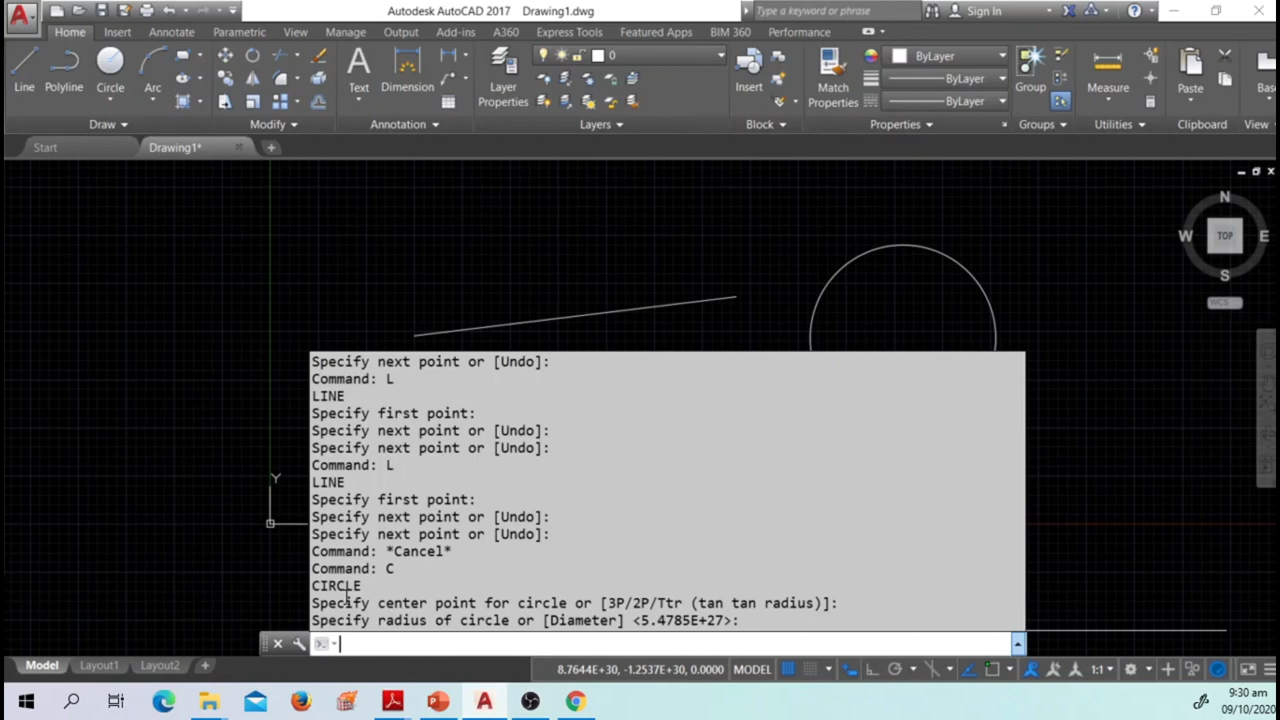 Autodesk AutoCAD 2017 Drawing1.dwg
Type a keyword or phrase
Sign In
Home Insert Annotate Parametric View Manage Output Add-ins A360 Express Tools Featured Apps BIM 360 Performance
Line Polyline Circle Arc
Text Dimension
Layer Properties
0
Insert
Match Properties
ByLayer
ByLayer
ByLayer
Group
Measure
Paste
Base
Draw Modify Annotation Layers Block Properties Groups Utilities Clipboard View
Start Drawing1*
N
W TOP E
S
WCS
Y
Specify next point or [Undo]:
Command: L
LINE
Specify first point:
Specify next point or [Undo]:
Specify next point or [Undo]:
Command: L
LINE
Specify first point:
Specify next point or [Undo]:
Specify next point or [Undo]:
Command: *Cancel*
Command: C
CIRCLE
Specify center point for circle or [3P/2P/Ttr (tan tan radius)]:
Specify radius of circle or [Diameter] <5.4785E+27>:
Model Layout1 Layout2
8.7644E+30, -1.2537E+30, 0.0000 MODEL
1:1
9:30 am
09/10/2020